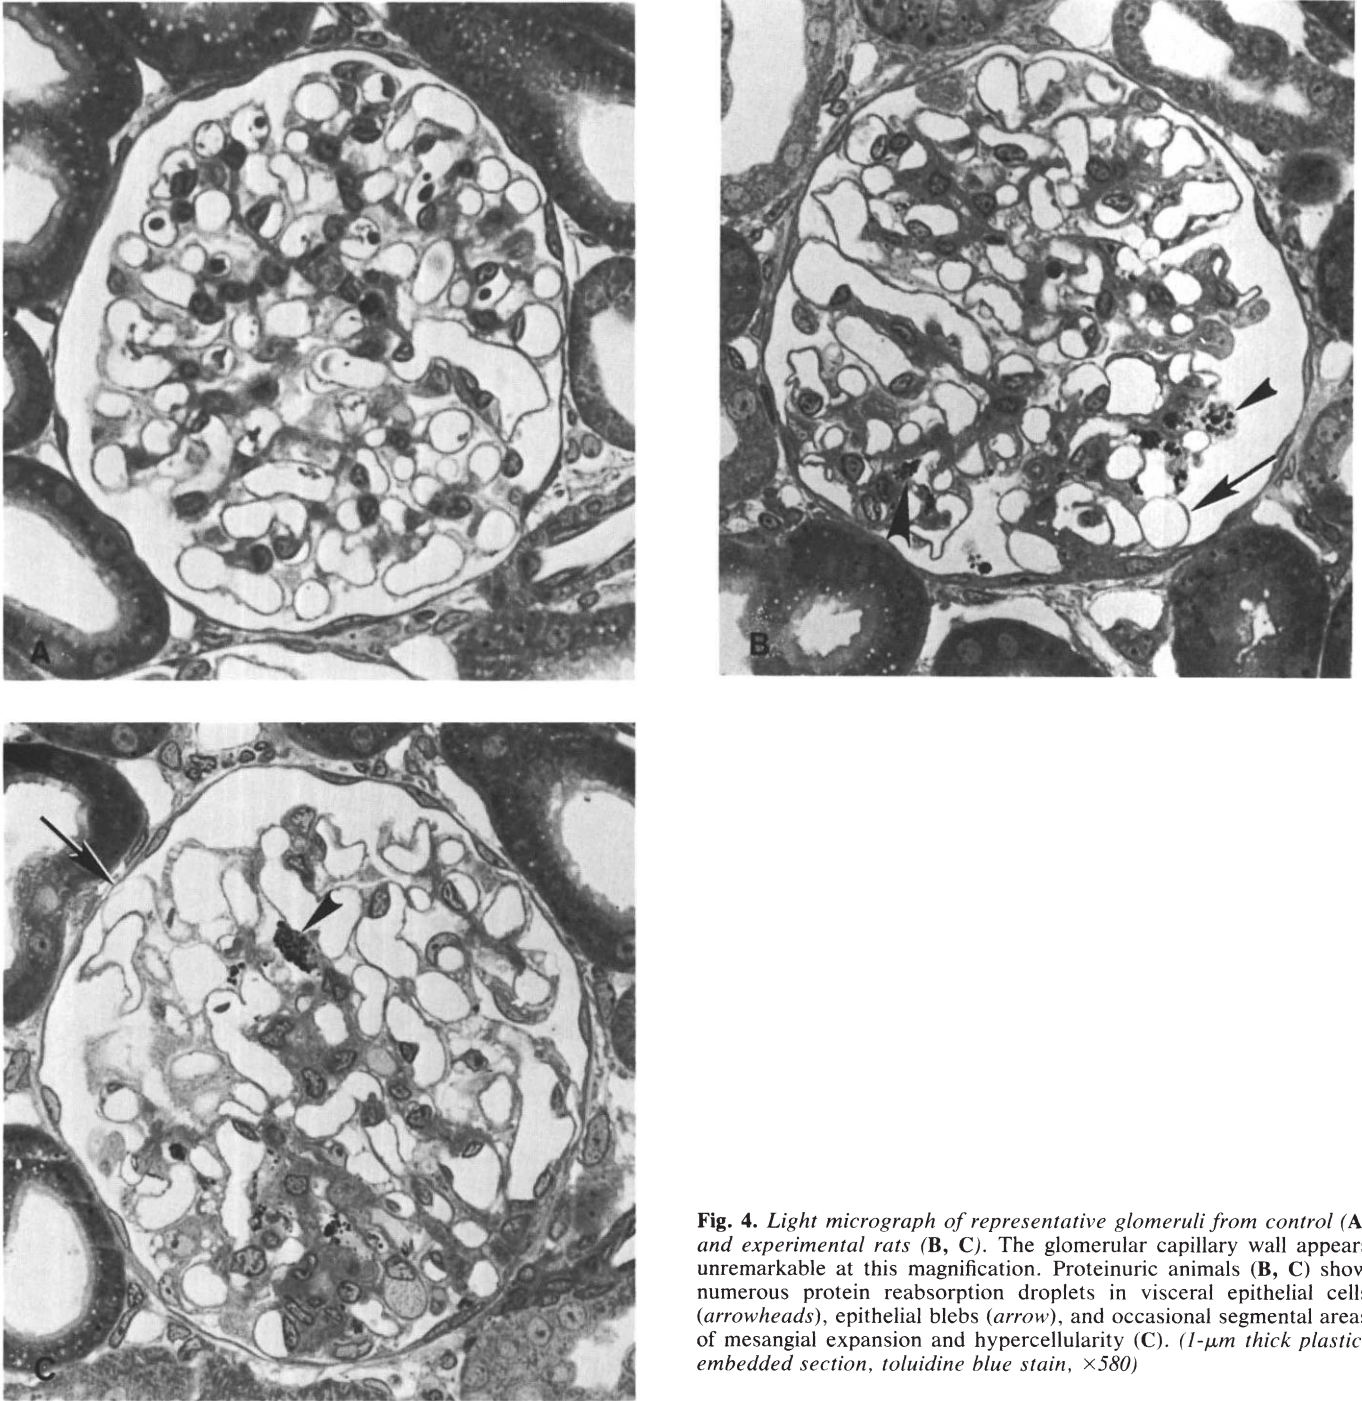 A
B
C
Fig. 4. Light micrograph of representative glomeruli from control (A
and experimental rats (B, C). The glomerular capillary wall appear
unremarkable at this magnification. Proteinuric animals (B, C) show
numerous protein reabsorption droplets in visceral epithelial cell
(arrowheads), epithelial blebs (arrow), and occasional segmental area
of mesangial expansion and hypercellularity (C). (1-μm thick plastic
embedded section, toluidine blue stain, ×580)